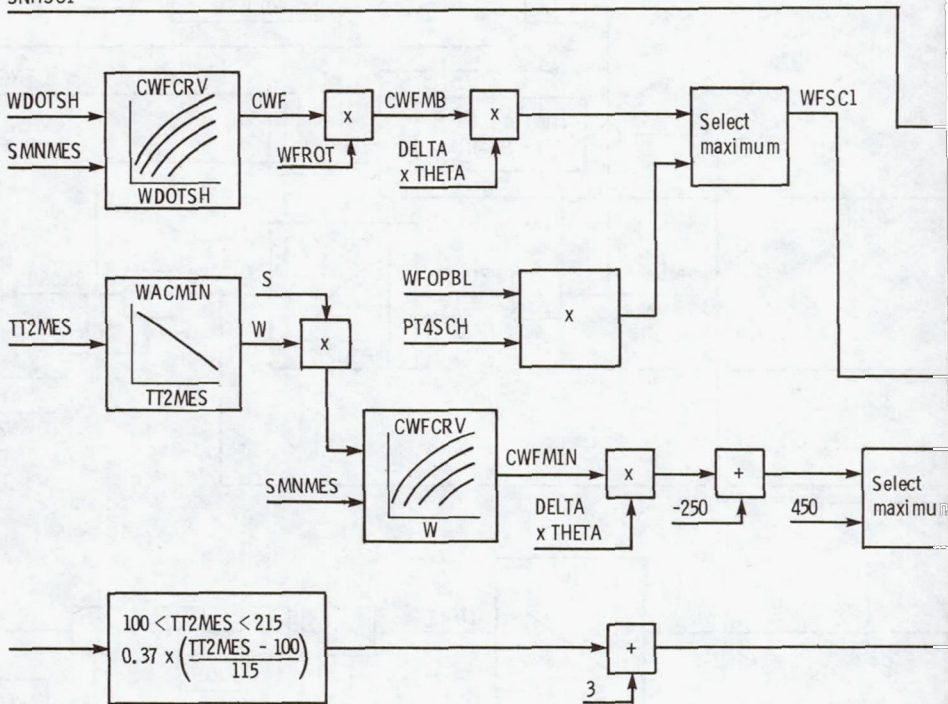 CWFCRV
WDOTSH
SMNMES
WDOTSH
CWF
x
WFROT
CWFMB
x
DELTA
x THETA
Select
maximum
WFSC1
WACMIN
TT2MES
TT2MES
S
W
x
WFOPBL
PT4SCH
x
CWFCRV
SMNMES
W
CWFMIN
x
DELTA
x THETA
+
-250
450
Select
maximu
100 < TT2MES < 215
0.37 x (TT2MES - 100
115)
+
3